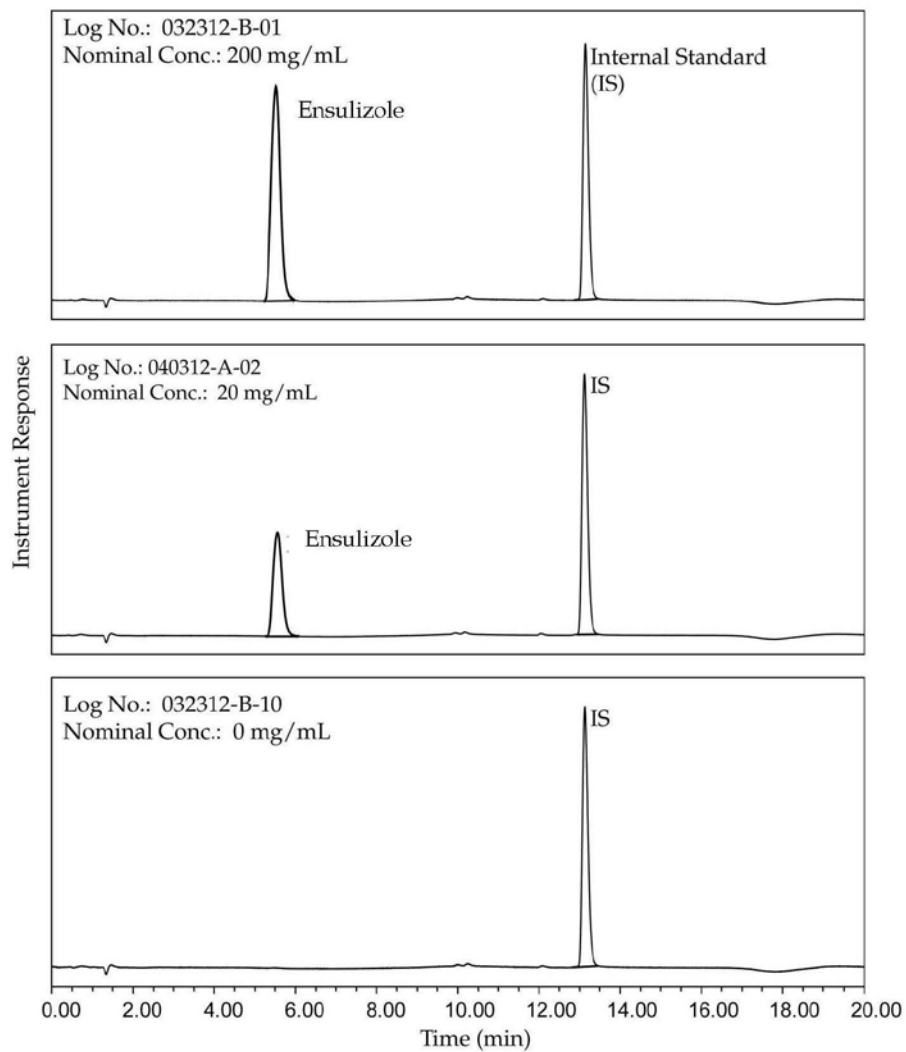 Log No.: 032312-B-01
Nominal Conc.: 200 mg/mL
Ensulizole
Internal Standard
(IS)
Log No.: 040312-A-02
Nominal Conc.: 20 mg/mL
IS
Ensulizole
Instrument Response
Log No.: 032312-B-10
Nominal Conc.: 0 mg/mL
IS
0.00 2.00 4.00 6.00 8.00 10.00 12.00 14.00 16.00 18.00 20.00
Time (min)